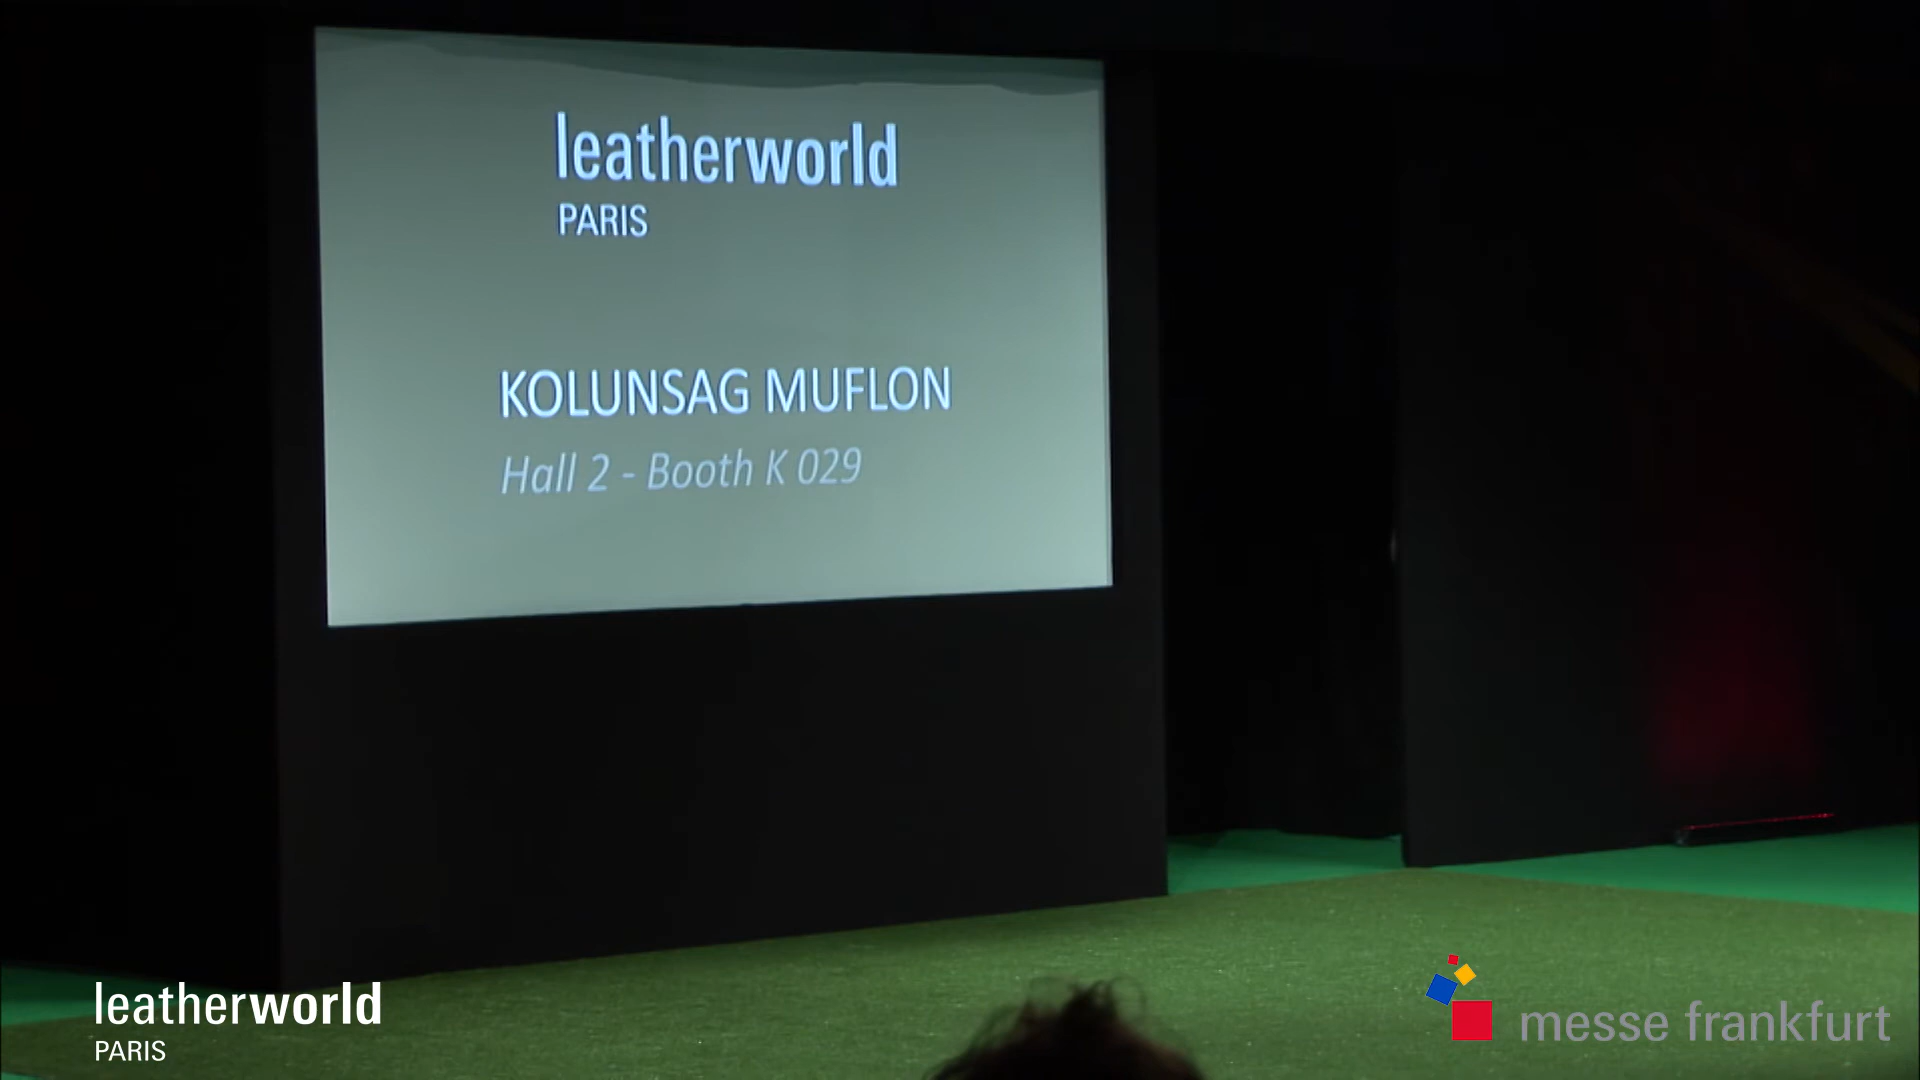 leatherworld
PARIS
KOLUNSAG MUFLON
Hall 2 - Booth K 029
leatherworld
PARIS
messe frankfurt